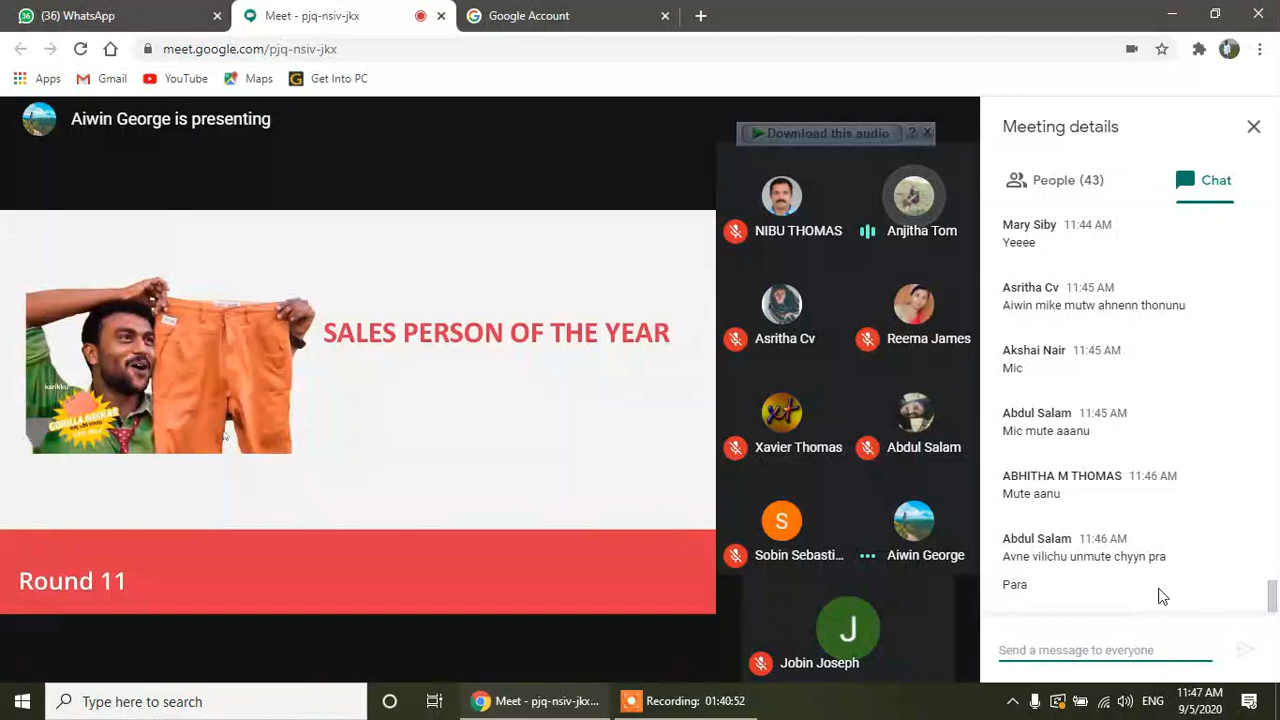 (36) WhatsApp
Meet - pjq-nsiv-jkx
Google Account
meet.google.com/pjq-nsiv-jkx
Apps
Gmail
YouTube
Maps
Get Into PC
Aiwin George is presenting
Download this audio
NIBU THOMAS
Anjitha Tom
Asritha Cv
Reema James
Xavier Thomas
Abdul Salam
S
Sobin Sebasti...
Aiwin George
J
Jobin Joseph
karikku
GORILLA NIKKAR
SALES PERSON OF THE YEAR
Round 11
Meeting details
People (43)
Chat
Mary Siby 11:44 AM
Yeeee
Asritha Cv 11:45 AM
Aiwin mike mutw ahnenn thonunu
Akshai Nair 11:45 AM
Mic
Abdul Salam 11:45 AM
Mic mute aaanu
ABHITHA M THOMAS 11:46 AM
Mute aanu
Abdul Salam 11:46 AM
Avne vilichu unmute chyyn pra
Para
Send a message to everyone
Type here to search
Meet - pjq-nsiv-jkx...
Recording: 01:40:52
ENG
11:47 AM
9/5/2020